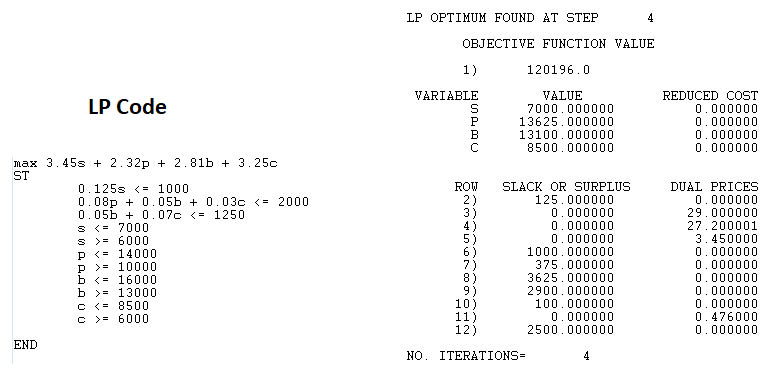 LP Code
max 3.45s + 2.32p + 2.81b + 3.25c
ST
0.125s <= 1000
0.08p + 0.05b + 0.03c <= 2000
0.05b + 0.07c <= 1250
s <= 7000
s >= 6000
p <= 14000
p >= 10000
b <= 16000
b >= 13000
c <= 8500
c >= 6000
END
LP OPTIMUM FOUND AT STEP 4
OBJECTIVE FUNCTION VALUE
1) 120196.0
VARIABLE VALUE REDUCED COST
S 7000.000000 0.000000
P 13625.000000 0.000000
B 13100.000000 0.000000
C 8500.000000 0.000000
ROW SLACK OR SURPLUS DUAL PRICES
2) 125.000000 0.000000
3) 0.000000 29.000000
4) 0.000000 27.200001
5) 0.000000 3.450000
6) 1000.000000 0.000000
7) 375.000000 0.000000
8) 3625.000000 0.000000
9) 2900.000000 0.000000
10) 100.000000 0.000000
11) 0.000000 0.476000
12) 2500.000000 0.000000
NO. ITERATIONS= 4